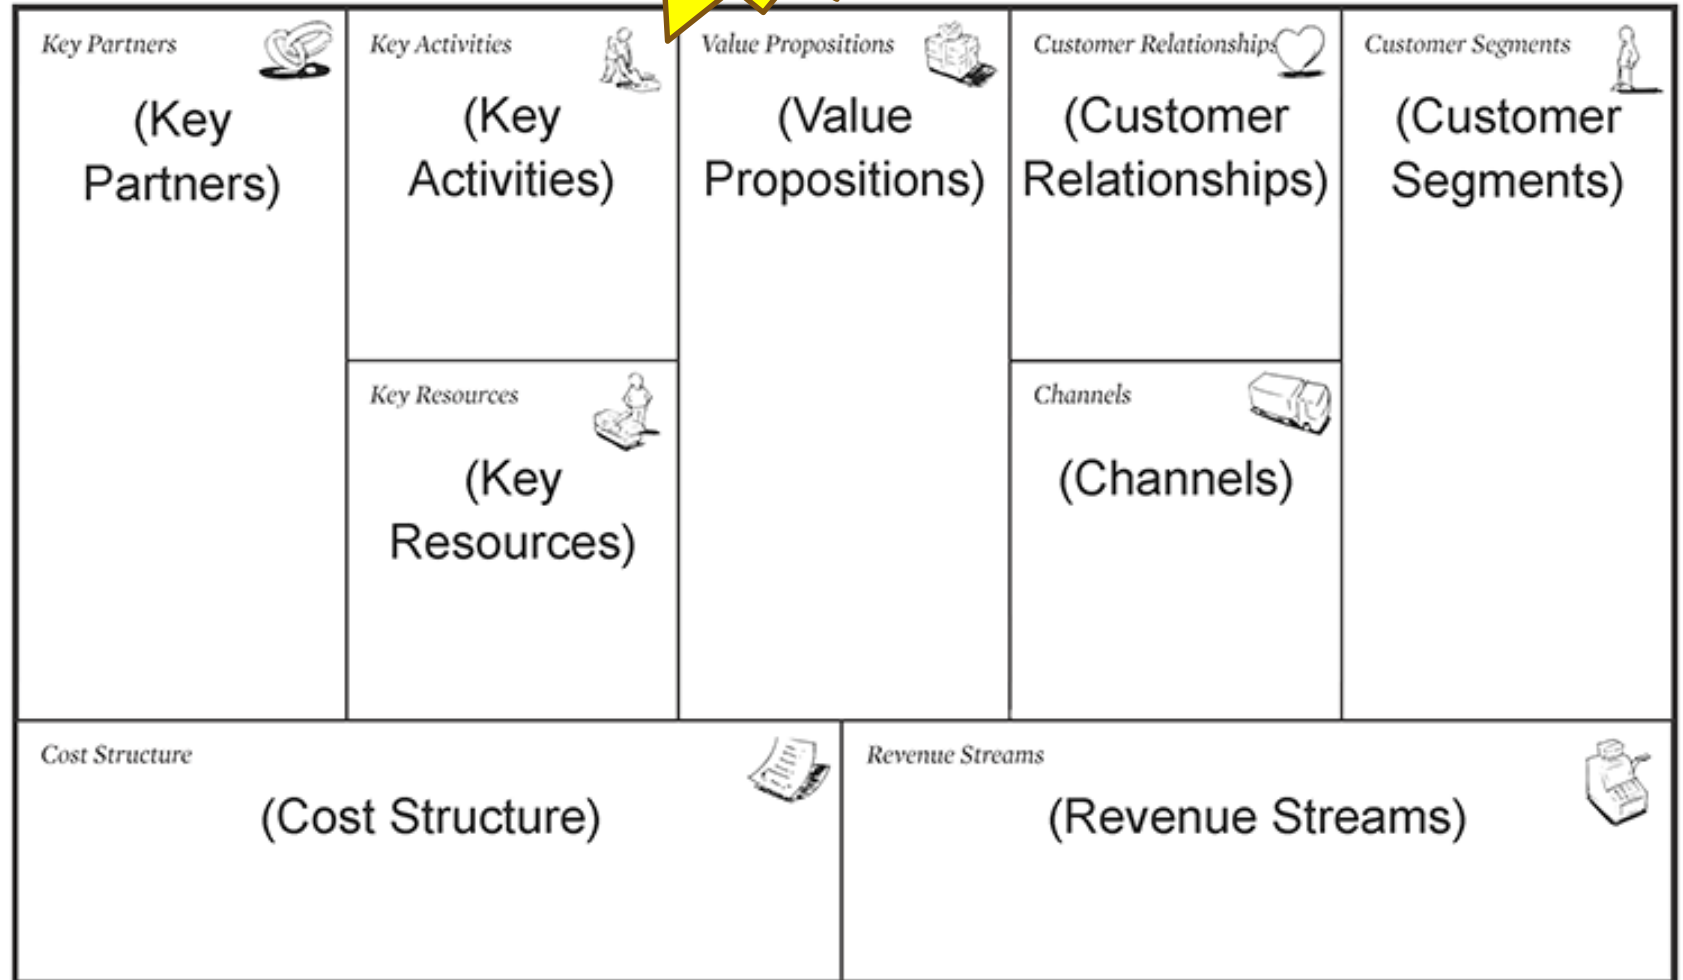 Key Partners
(Key
Partners)
Key Activities
(Key
Activities)
Key Resources
(Key
Resources)
Value Propositions
(Value
Propositions)
Customer Relationships
(Customer
Relationships)
Channels
(Channels)
Customer Segments
(Customer
Segments)
Cost Structure
(Cost Structure)
Revenue Streams
(Revenue Streams)